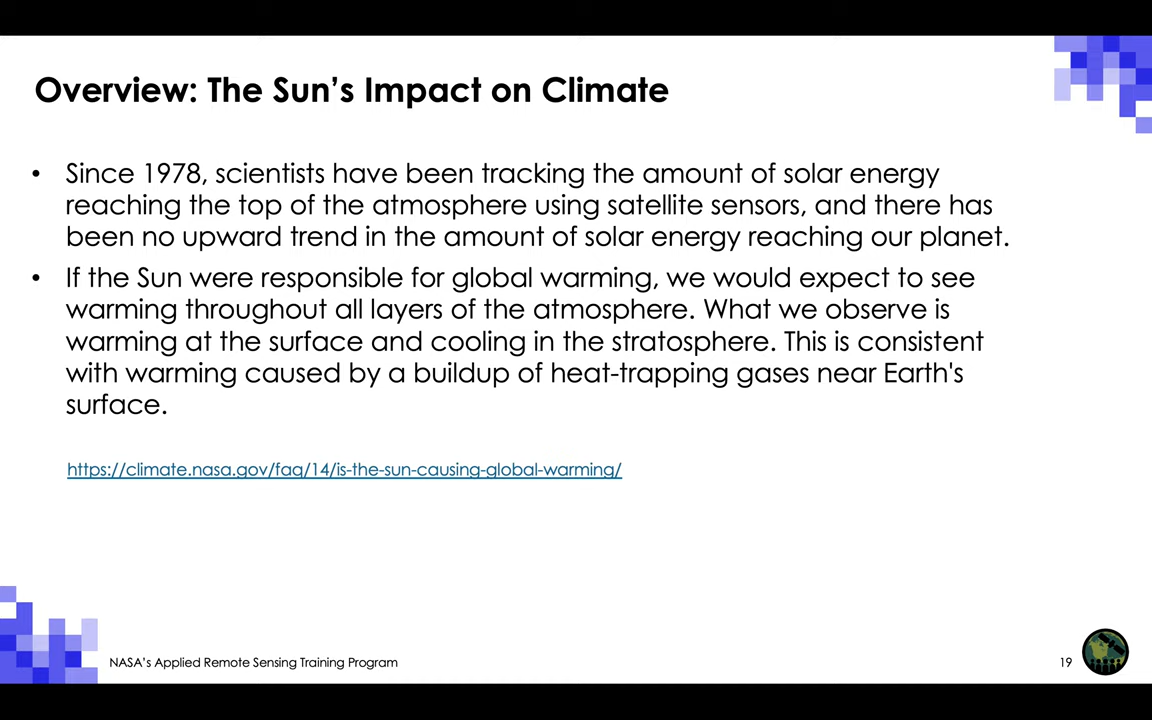 Overview: The Sun’s Impact on Climate
• Since 1978, scientists have been tracking the amount of solar energy
reaching the top of the atmosphere using satellite sensors, and there has
been no upward trend in the amount of solar energy reaching our planet.
• If the Sun were responsible for global warming, we would expect to see
warming throughout all layers of the atmosphere. What we observe is
warming at the surface and cooling in the stratosphere. This is consistent
with warming caused by a buildup of heat-trapping gases near Earth's
surface.
https://climate.nasa.gov/faq/14/is-the-sun-causing-global-warming/
NASA’s Applied Remote Sensing Training Program
19